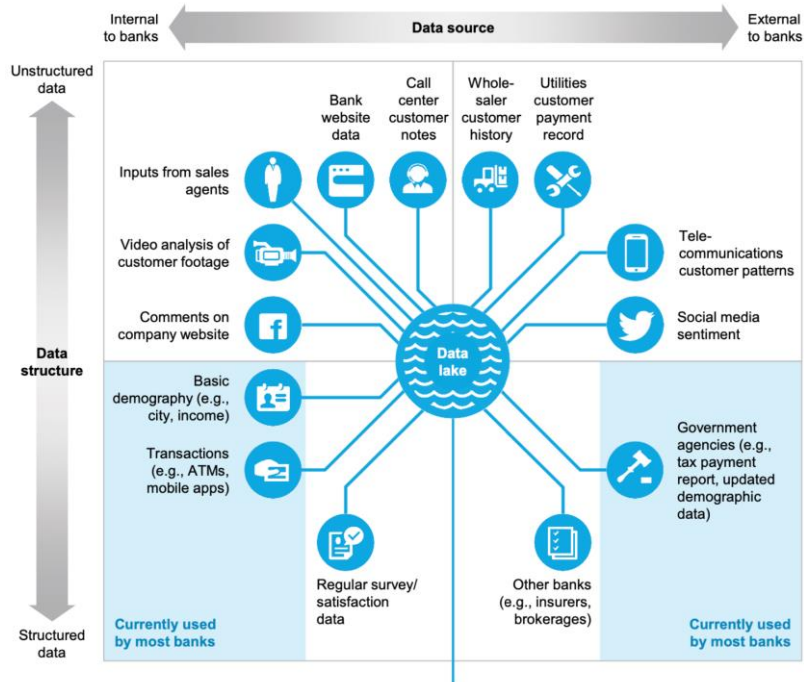 Internal
to banks
Data source
External
to banks
Unstructured
data
Data
structure
Structured
data
Bank
website
data
Call
center
customer
notes
Whole-
saler
customer
history
Utilities
customer
payment
record
Inputs from sales
agents
Video analysis of
customer footage
Comments on
company website
Tele-
communications
customer patterns
Social media
sentiment
Data
lake
Basic
demography (e.g.,
city, income)
Transactions
(e.g., ATMs,
mobile apps)
Government
agencies (e.g.,
tax payment
report, updated
demographic
data)
Regular survey/
satisfaction
data
Other banks
(e.g., insurers,
brokerages)
Currently used
by most banks
Currently used
by most banks